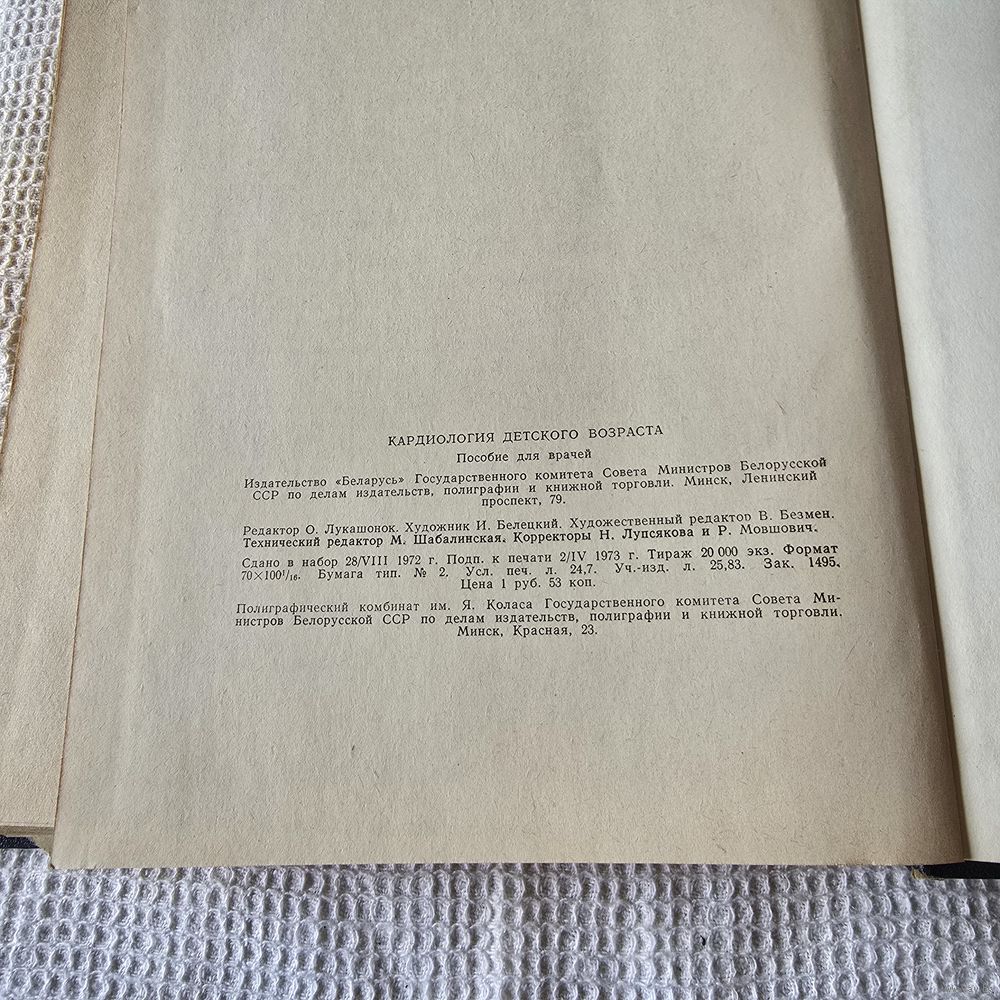 КАРДИОЛОГИЯ ДЕТСКОГО ВОЗРАСТА
Пособие для врачей
Издательство «Беларусь» Государственного комитета Совета Министров Белорусской
ССР по делам издательств, полиграфии и книжной торговли. Минск, Ленинский
проспект, 79.
Редактор О. Лукашонок. Художник И. Белецкий. Художественный редактор В. Безмен.
Технический редактор М. Шабалинская. Корректоры Н. Лупсякова и Р. Мовшович.
Сдано в набор 28/VIII 1972 г. Подп. к печати 2/IV 1973 г. Тираж 20 000 экз. Формат
70×100¹/₁₆. Бумага тип. № 2. Усл. печ. л. 24,7. Уч.-изд. л. 25,83. Зак. 1495.
Цена 1 руб. 53 коп.
Полиграфический комбинат им. Я. Коласа Государственного комитета Совета Ми-
нистров Белорусской ССР по делам издательств, полиграфии и книжной торговли.
Минск, Красная, 23.